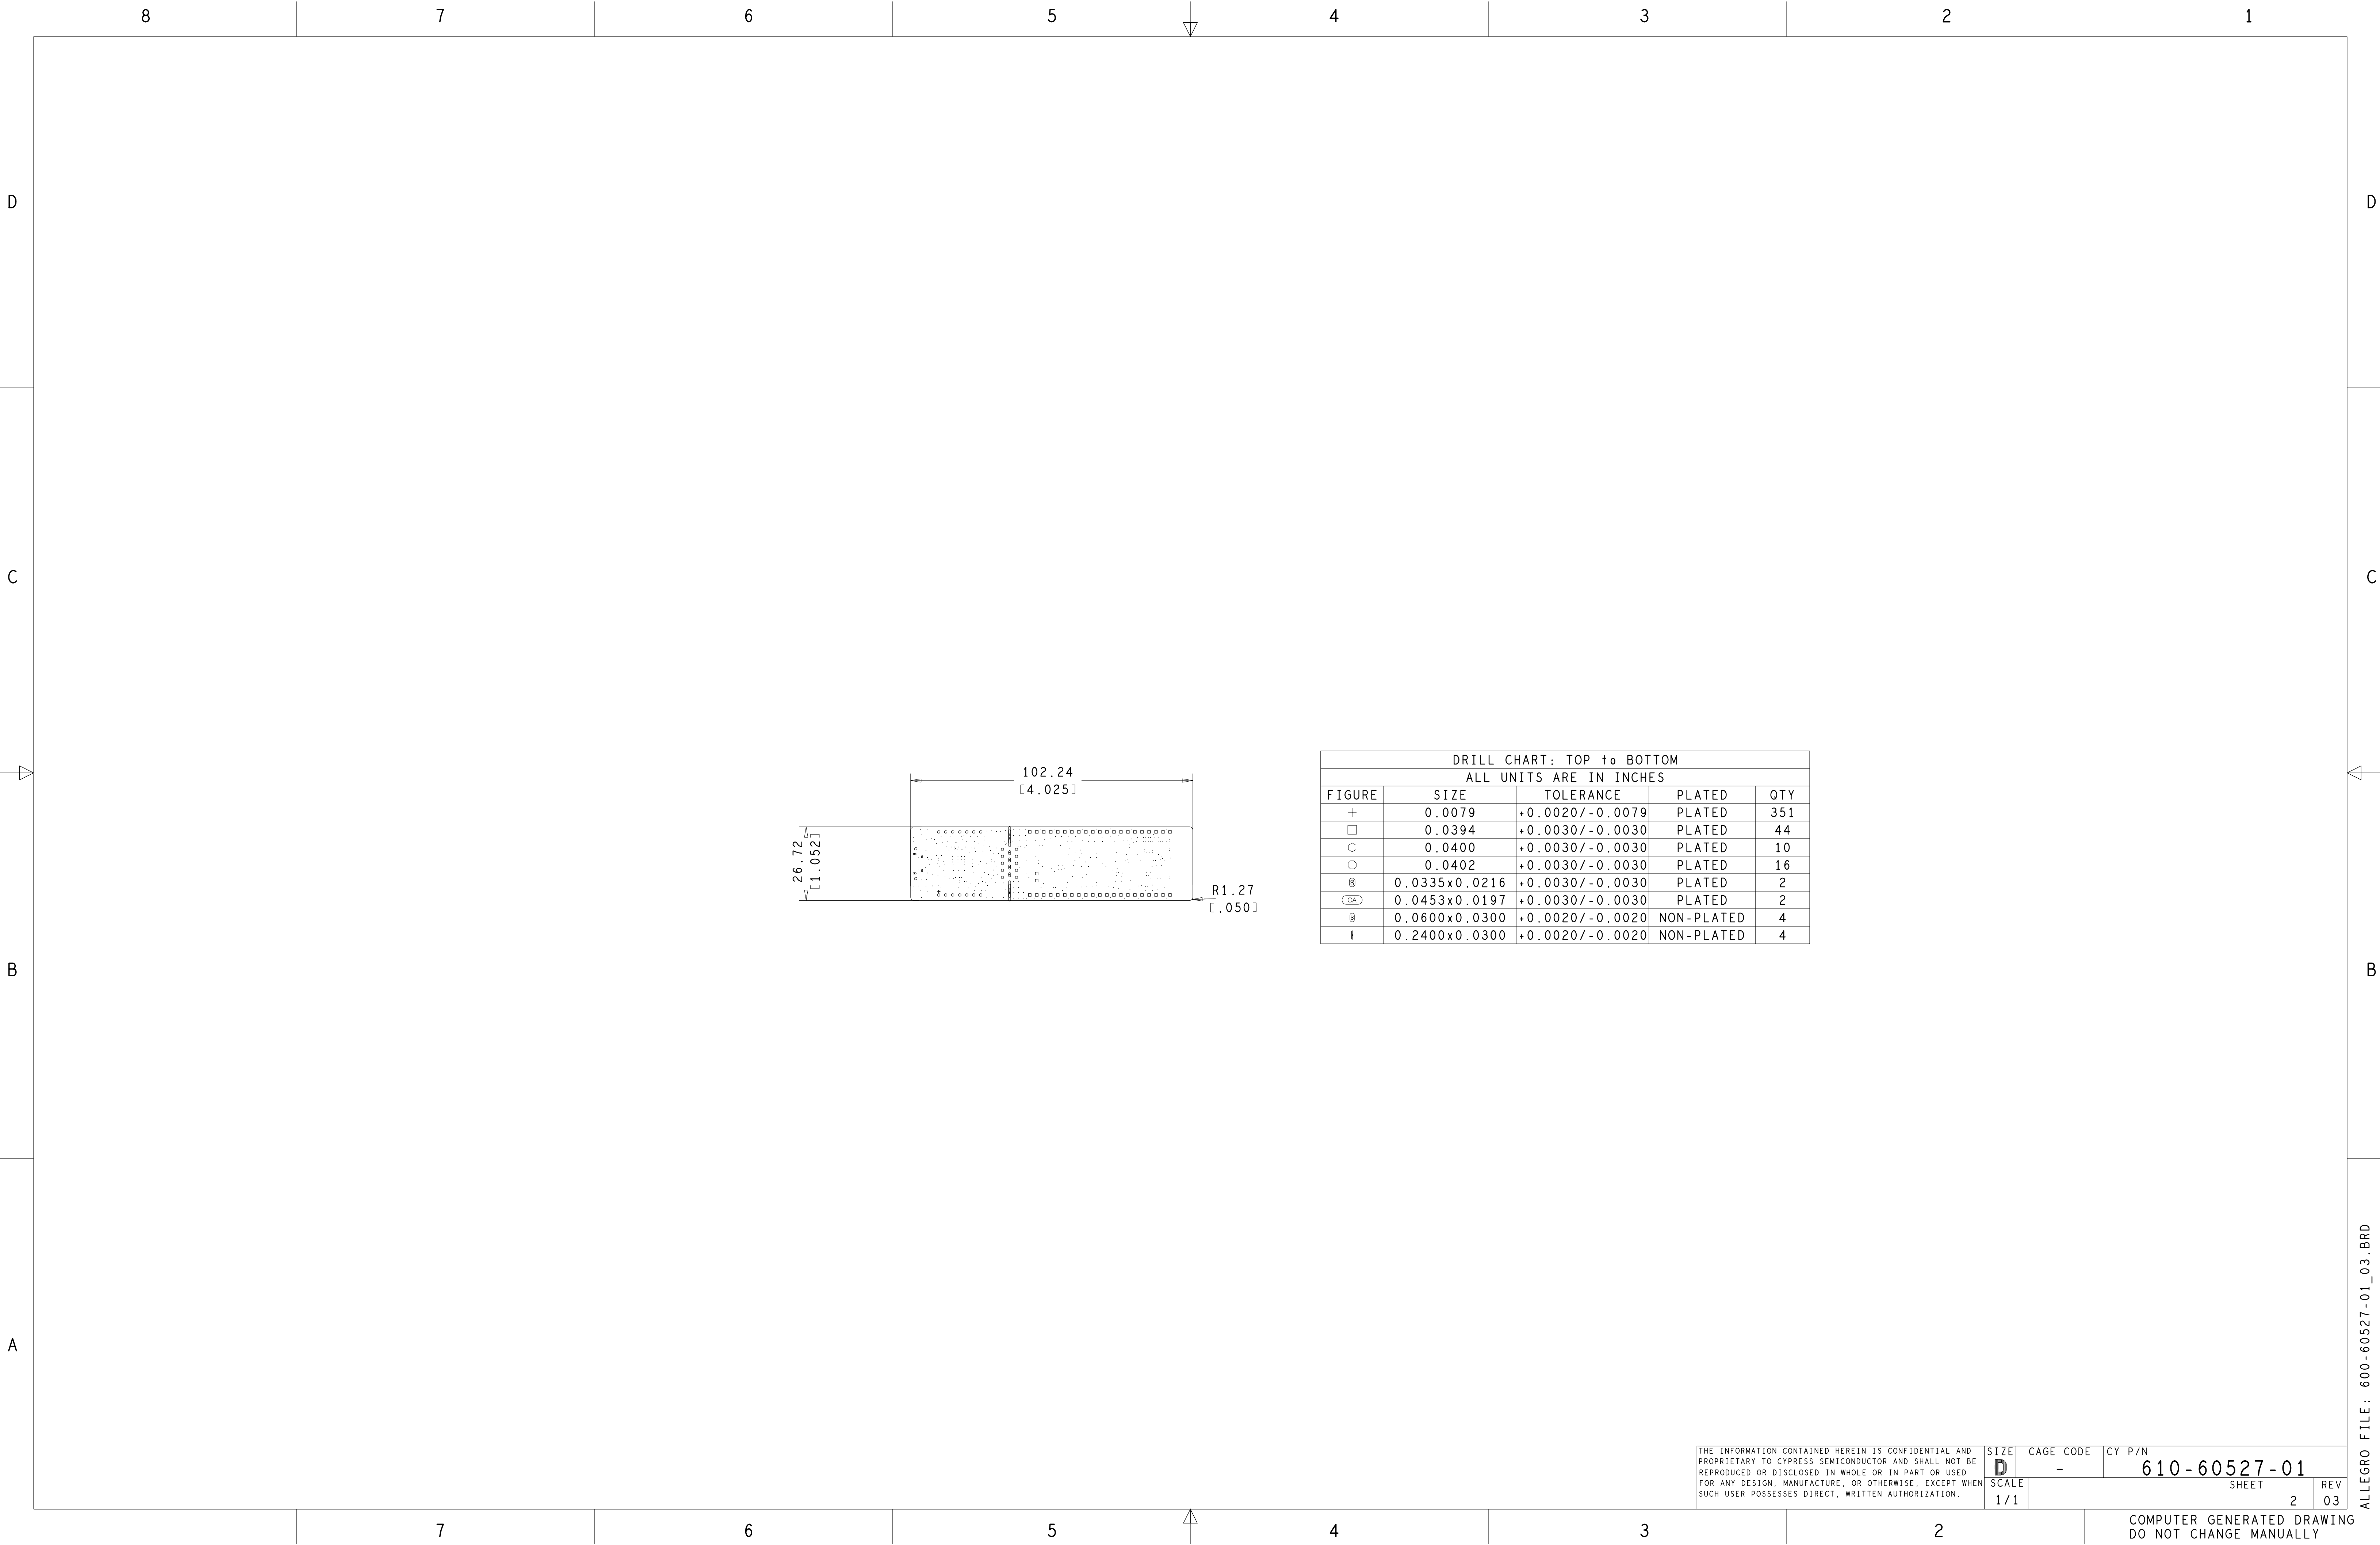 8 7 6 5 4 3 2 1
D D
C C
B B
A
102.24
[4.025]
26.72
[1.052]
R1.27
[.050]
DRILL CHART: TOP to BOTTOM
ALL UNITS ARE IN INCHES
FIGURE SIZE TOLERANCE PLATED QTY
0.0079 +0.0020/-0.0079 PLATED 351
0.0394 +0.0030/-0.0030 PLATED 44
0.0400 +0.0030/-0.0030 PLATED 10
0.0402 +0.0030/-0.0030 PLATED 16
0.0335x0.0216 +0.0030/-0.0030 PLATED 2
OA 0.0453x0.0197 +0.0030/-0.0030 PLATED 2
0.0600x0.0300 +0.0020/-0.0020 NON-PLATED 4
0.2400x0.0300 +0.0020/-0.0020 NON-PLATED 4
ALLEGRO FILE: 600-60527-01_03.BRD
THE INFORMATION CONTAINED HEREIN IS CONFIDENTIAL AND
PROPRIETARY TO CYPRESS SEMICONDUCTOR AND SHALL NOT BE
REPRODUCED OR DISCLOSED IN WHOLE OR IN PART OR USED
FOR ANY DESIGN, MANUFACTURE, OR OTHERWISE, EXCEPT WHEN
SUCH USER POSSESSES DIRECT, WRITTEN AUTHORIZATION.
SIZE CAGE CODE CY P/N
D - 610-60527-01
SCALE SHEET REV
1/1 2 03
7 6 5 4 3 2
COMPUTER GENERATED DRAWING
DO NOT CHANGE MANUALLY